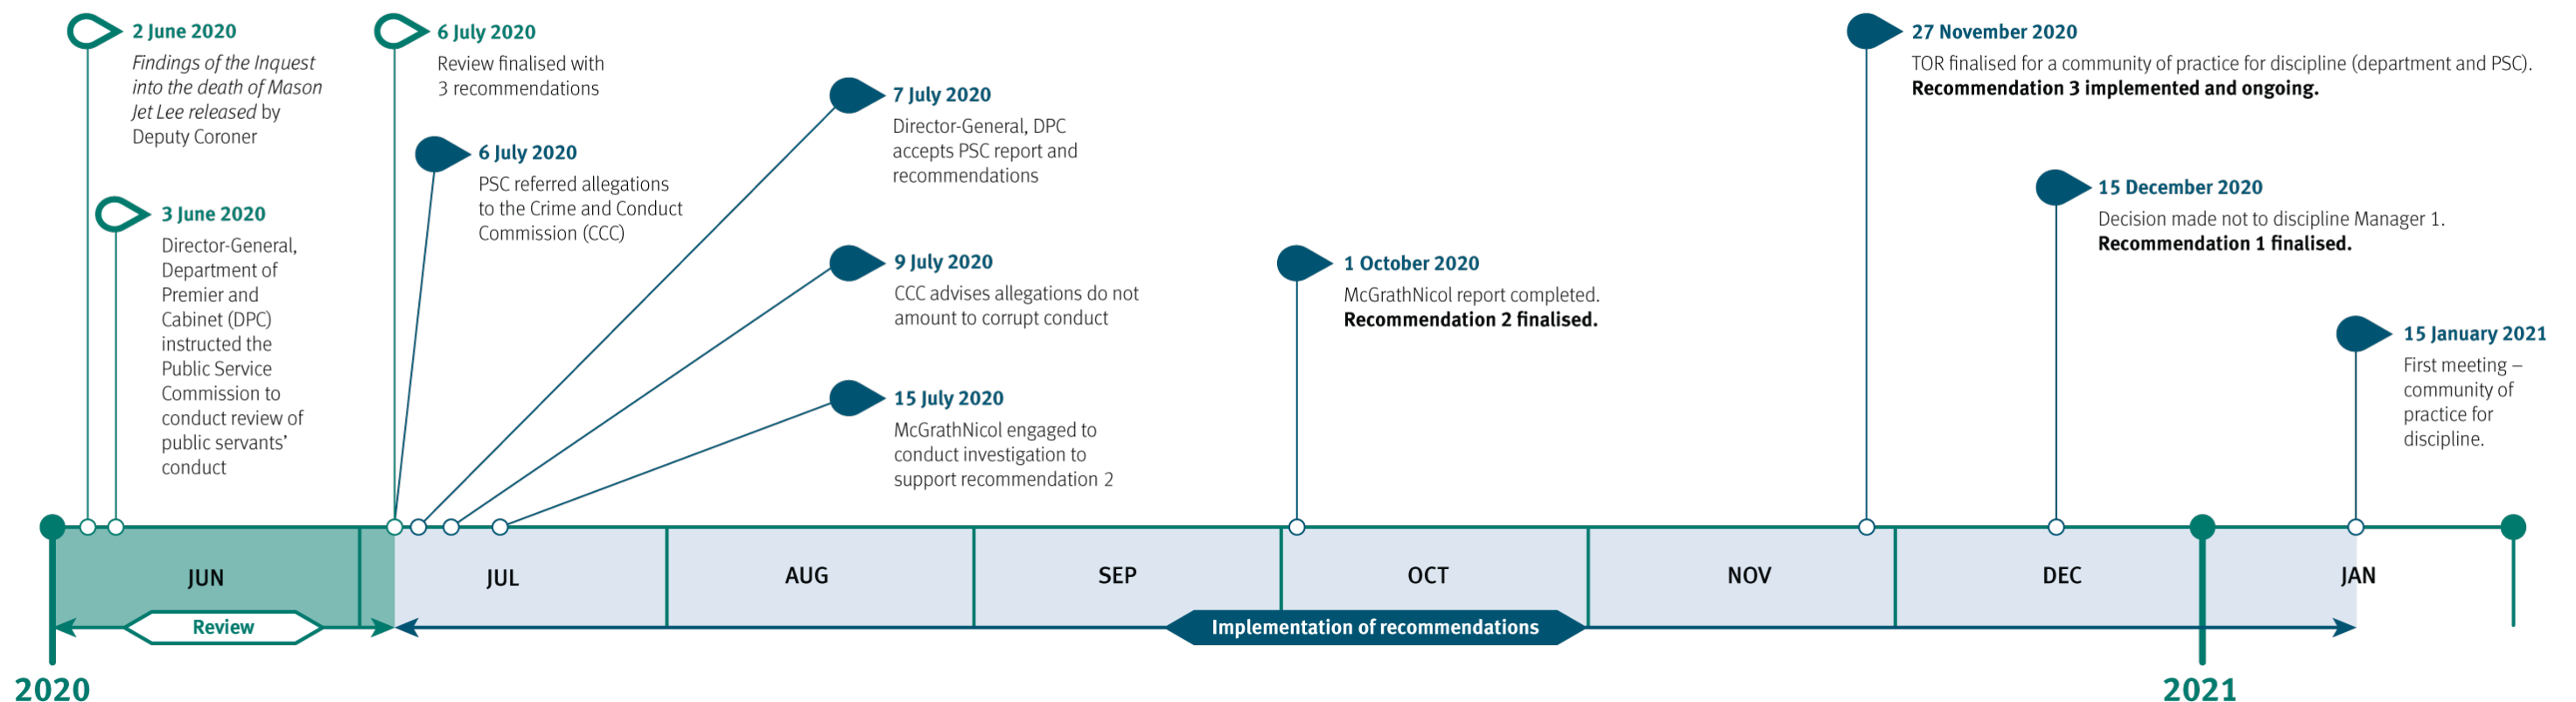 2 June 2020
Findings of the Inquest
into the death of Mason
Jet Lee released by
Deputy Coroner
3 June 2020
Director-General,
Department of
Premier and
Cabinet (DPC)
instructed the
Public Service
Commission to
conduct review of
public servants’
conduct
6 July 2020
Review finalised with
3 recommendations
6 July 2020
PSC referred allegations
to the Crime and Conduct
Commission (CCC)
7 July 2020
Director-General, DPC
accepts PSC report and
recommendations
9 July 2020
CCC advises allegations do not
amount to corrupt conduct
15 July 2020
McGrathNicol engaged to
conduct investigation to
support recommendation 2
1 October 2020
McGrathNicol report completed.
Recommendation 2 finalised.
27 November 2020
TOR finalised for a community of practice for discipline (department and PSC).
Recommendation 3 implemented and ongoing.
15 December 2020
Decision made not to discipline Manager 1.
Recommendation 1 finalised.
15 January 2021
First meeting –
community of
practice for
discipline.
JUN
JUL
AUG
SEP
OCT
NOV
DEC
JAN
Review
Implementation of recommendations
2020
2021